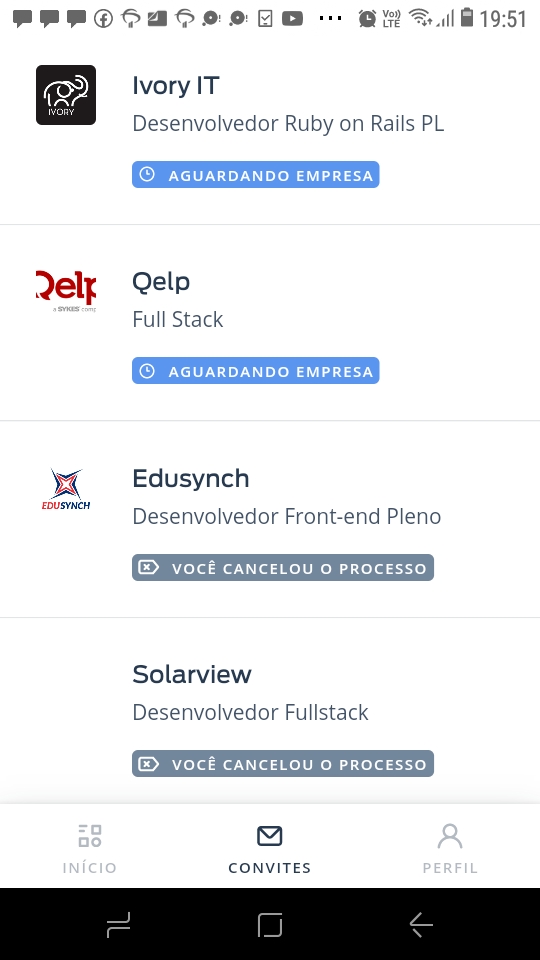 Vo))
LTE
19:51
IVORY
Ivory IT
Desenvolvedor Ruby on Rails PL
AGUARDANDO EMPRESA
Qelp
a SYKES comp
Qelp
Full Stack
AGUARDANDO EMPRESA
EDUSYNCH
Edusynch
Desenvolvedor Front-end Pleno
VOCÊ CANCELOU O PROCESSO
Solarview
Desenvolvedor Fullstack
VOCÊ CANCELOU O PROCESSO
INÍCIO
CONVITES
PERFIL